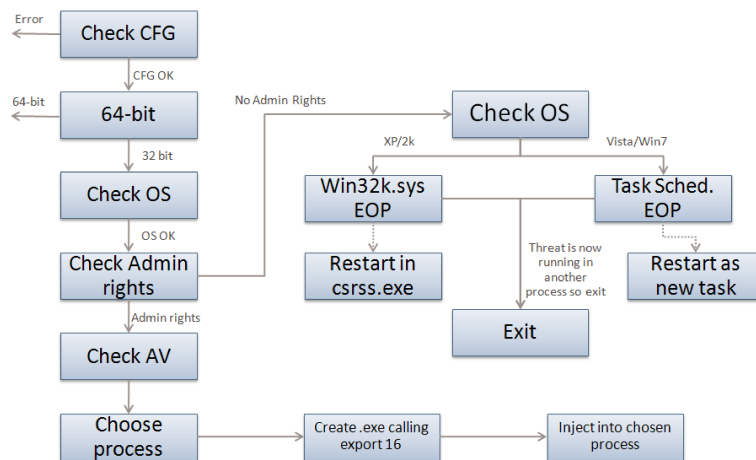 Error
Check CFG
CFG OK
64-bit
64-bit
32 bit
Check OS
OS OK
Check Admin
rights
Admin rights
Check AV
Choose
process
No Admin Rights
Check OS
XP/2k
Vista/Win7
Win32k.sys
EOP
Task Sched.
EOP
Restart in
csrss.exe
Threat is now
running in
another
process so exit
Restart as
new task
Exit
Create .exe calling
export 16
Inject into chosen
process